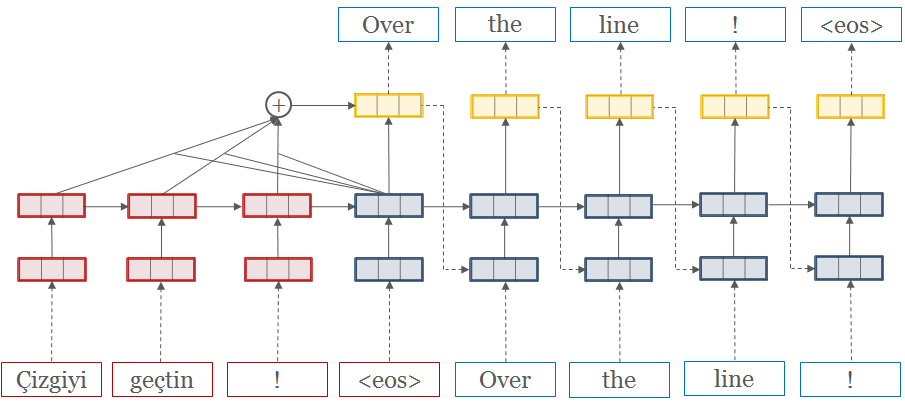 Over the line ! <eos>
+
Çizgiyi geçtin ! <eos> Over the line !